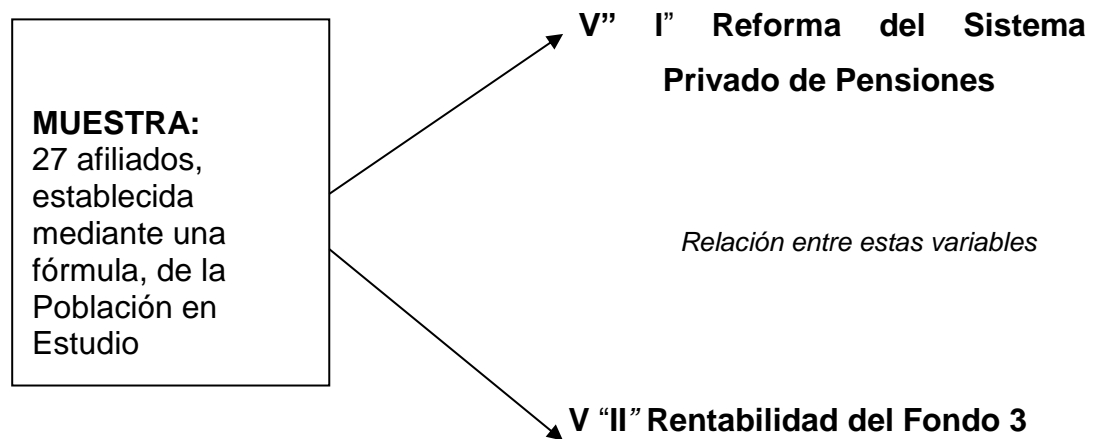 V” I” Reforma del Sistema
Privado de Pensiones
MUESTRA:
27 afiliados,
establecida
mediante una
fórmula, de la
Población en
Estudio
Relación entre estas variables
V “II” Rentabilidad del Fondo 3